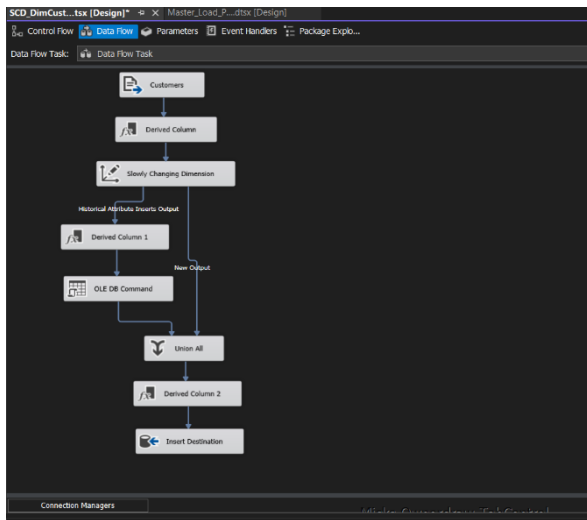 SCD_DimCust...tsx [Design]* Master_Load_P....dtsx [Design]
Control Flow Data Flow Parameters Event Handlers Package Explo...
Data Flow Task: Data Flow Task
Customers
Derived Column
Slowly Changing Dimension
Historical Attribute Inserts Output
Derived Column 1
New Output
OLE DB Command
Union All
Derived Column 2
Insert Destination
Connection Managers